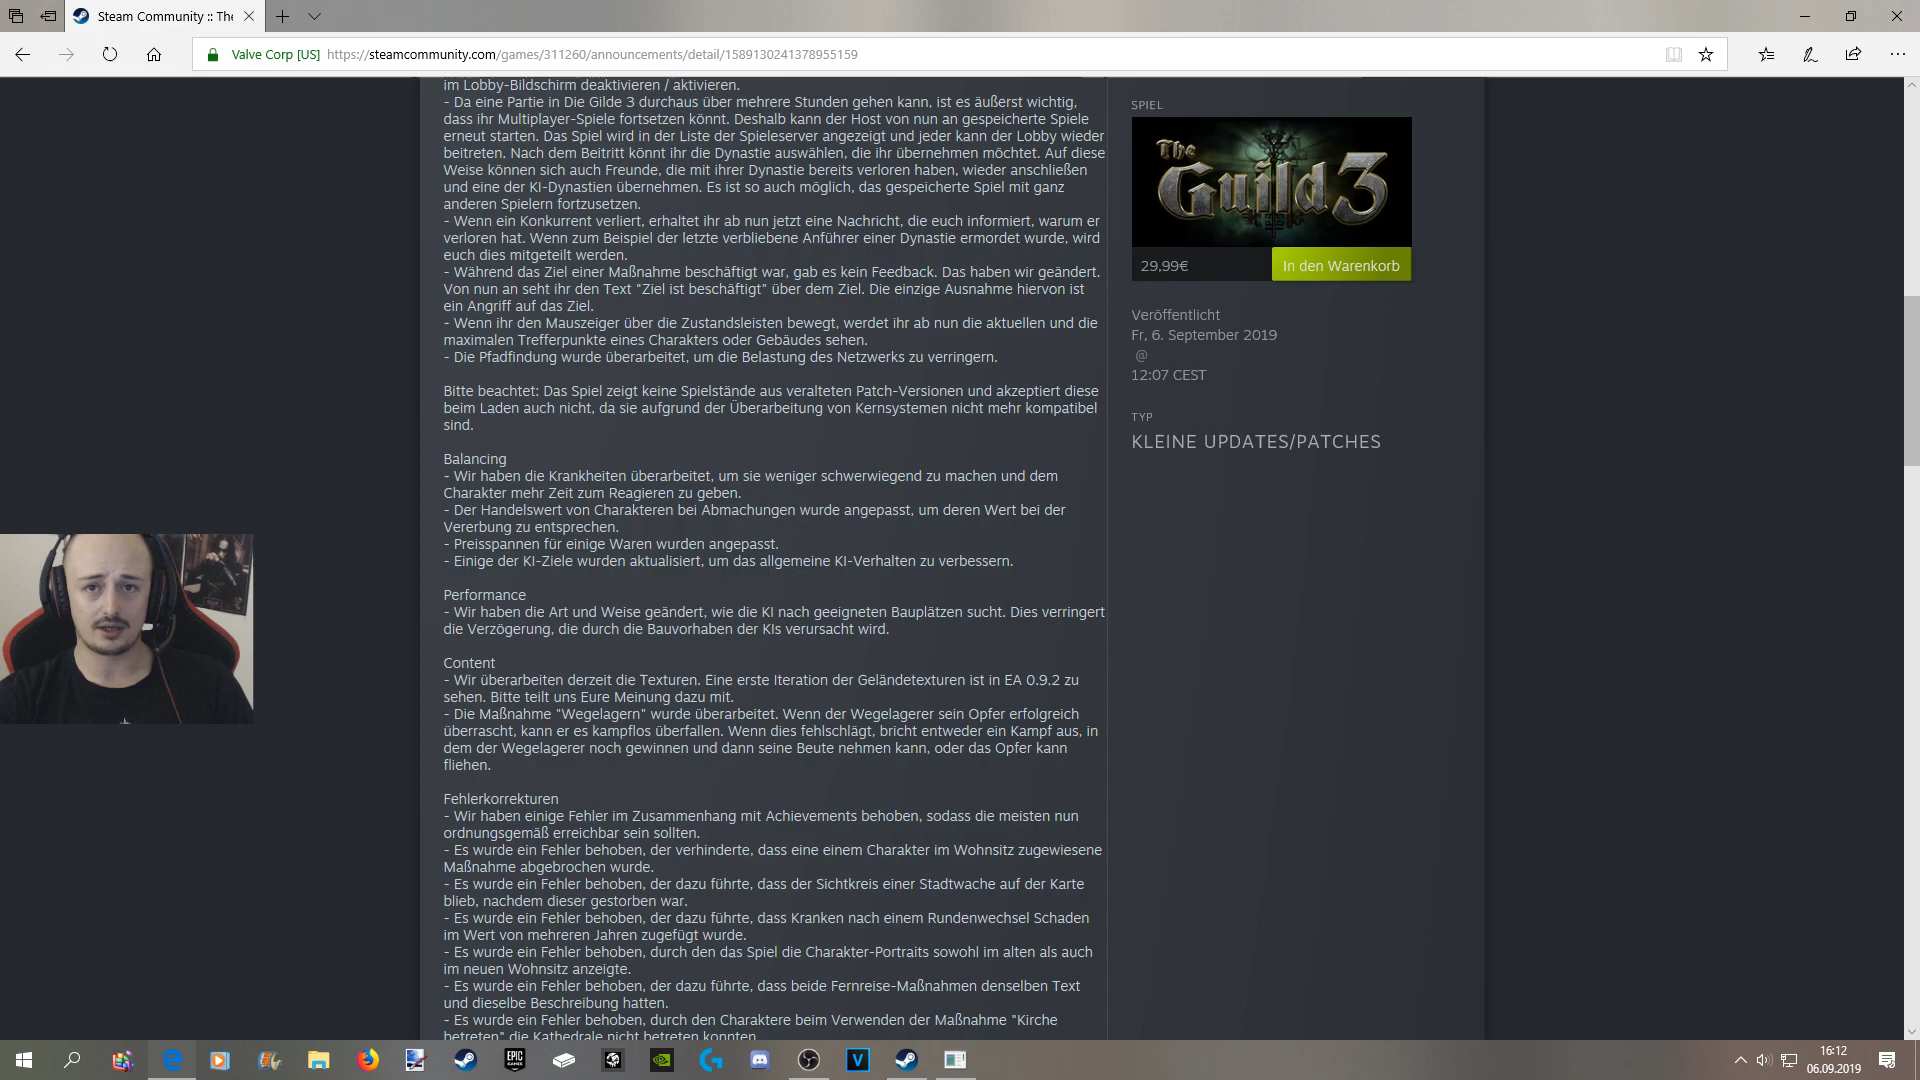 Steam Community :: The
Valve Corp [US] https://steamcommunity.com/games/311260/announcements/detail/1589130241378955159
im Lobby-Bildschirm deaktivieren / aktivieren.
- Da eine Partie in Die Gilde 3 durchaus über mehrere Stunden gehen kann, ist es äußerst wichtig,
dass ihr Multiplayer-Spiele fortsetzen könnt. Deshalb kann der Host von nun an gespeicherte Spiele
erneut starten. Das Spiel wird in der Liste der Spieleserver angezeigt und jeder kann der Lobby wieder
beitreten. Nach dem Beitritt könnt ihr die Dynastie auswählen, die ihr übernehmen möchtet. Auf diese
Weise können sich auch Freunde, die mit ihrer Dynastie bereits verloren haben, wieder anschließen
und eine der KI-Dynastien übernehmen. Es ist so auch möglich, das gespeicherte Spiel mit ganz
anderen Spielern fortzusetzen.
- Wenn ein Konkurrent verliert, erhaltet ihr ab nun jetzt eine Nachricht, die euch informiert, warum er
verloren hat. Wenn zum Beispiel der letzte verbliebene Anführer einer Dynastie ermordet wurde, wird
euch dies mitgeteilt werden.
- Während das Ziel einer Maßnahme beschäftigt war, gab es kein Feedback. Das haben wir geändert.
Von nun an seht ihr den Text "Ziel ist beschäftigt" über dem Ziel. Die einzige Ausnahme hiervon ist
ein Angriff auf das Ziel.
- Wenn ihr den Mauszeiger über die Zustandsleisten bewegt, werdet ihr ab nun die aktuellen und die
maximalen Trefferpunkte eines Charakters oder Gebäudes sehen.
- Die Pfadfindung wurde überarbeitet, um die Belastung des Netzwerks zu verringern.
Bitte beachtet: Das Spiel zeigt keine Spielstände aus veralteten Patch-Versionen und akzeptiert diese
beim Laden auch nicht, da sie aufgrund der Überarbeitung von Kernsystemen nicht mehr kompatibel
sind.
Balancing
- Wir haben die Krankheiten überarbeitet, um sie weniger schwerwiegend zu machen und dem
Charakter mehr Zeit zum Reagieren zu geben.
- Der Handelswert von Charakteren bei Abmachungen wurde angepasst, um deren Wert bei der
Vererbung zu entsprechen.
- Preisspannen für einige Waren wurden angepasst.
- Einige der KI-Ziele wurden aktualisiert, um das allgemeine KI-Verhalten zu verbessern.
Performance
- Wir haben die Art und Weise geändert, wie die KI nach geeigneten Bauplätzen sucht. Dies verringert
die Verzögerung, die durch die Bauvorhaben der KIs verursacht wird.
Content
- Wir überarbeiten derzeit die Texturen. Eine erste Iteration der Geländetexturen ist in EA 0.9.2 zu
sehen. Bitte teilt uns Eure Meinung dazu mit.
- Die Maßnahme "Wegelagern" wurde überarbeitet. Wenn der Wegelagerer sein Opfer erfolgreich
überrascht, kann er es kampflos überfallen. Wenn dies fehlschlägt, bricht entweder ein Kampf aus, in
dem der Wegelagerer noch gewinnen und dann seine Beute nehmen kann, oder das Opfer kann
fliehen.
Fehlerkorrekturen
- Wir haben einige Fehler im Zusammenhang mit Achievements behoben, sodass die meisten nun
ordnungsgemäß erreichbar sein sollten.
- Es wurde ein Fehler behoben, der verhinderte, dass eine einem Charakter im Wohnsitz zugewiesene
Maßnahme abgebrochen wurde.
- Es wurde ein Fehler behoben, der dazu führte, dass der Sichtkreis einer Stadtwache auf der Karte
blieb, nachdem dieser gestorben war.
- Es wurde ein Fehler behoben, der dazu führte, dass Kranken nach einem Rundenwechsel Schaden
im Wert von mehreren Jahren zugefügt wurde.
- Es wurde ein Fehler behoben, durch den das Spiel die Charakter-Portraits sowohl im alten als auch
im neuen Wohnsitz anzeigte.
- Es wurde ein Fehler behoben, der dazu führte, dass beide Fernreise-Maßnahmen denselben Text
und dieselbe Beschreibung hatten.
- Es wurde ein Fehler behoben, durch den Charaktere beim Verwenden der Maßnahme "Kirche
betreten" die Kathedrale nicht betreten konnten.
SPIEL
The Guild 3
29,99€
In den Warenkorb
Veröffentlicht
Fr, 6. September 2019
@
12:07 CEST
TYP
KLEINE UPDATES/PATCHES
EPIC GAMES
V
16:12
06.09.2019